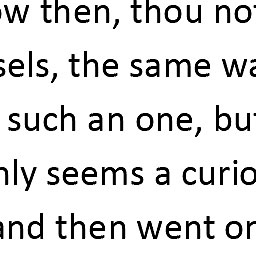 ow then, thou not
sels, the same wa
such an one, but
nly seems a curio
and then went on